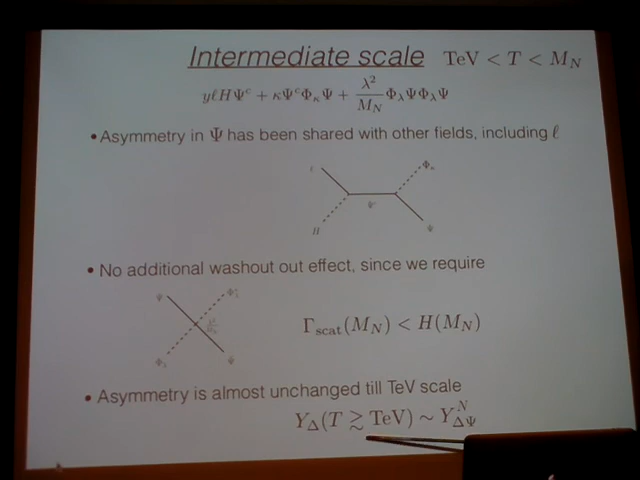 Intermediate scale TeV < T < M_N
yℓHΨ^c + κΨ^cΦ_κΨ + λ²/M_N Φ_λΨΦ_λΨ
• Asymmetry in Ψ has been shared with other fields, including ℓ
ℓ Φ_κ
Ψ^c
H Ψ
• No additional washout out effect, since we require
Γ_scat(M_N) < H(M_N)
• Asymmetry is almost unchanged till TeV scale
Y_Δ(T ≳ TeV) ∼ Y^N_ΔΨ